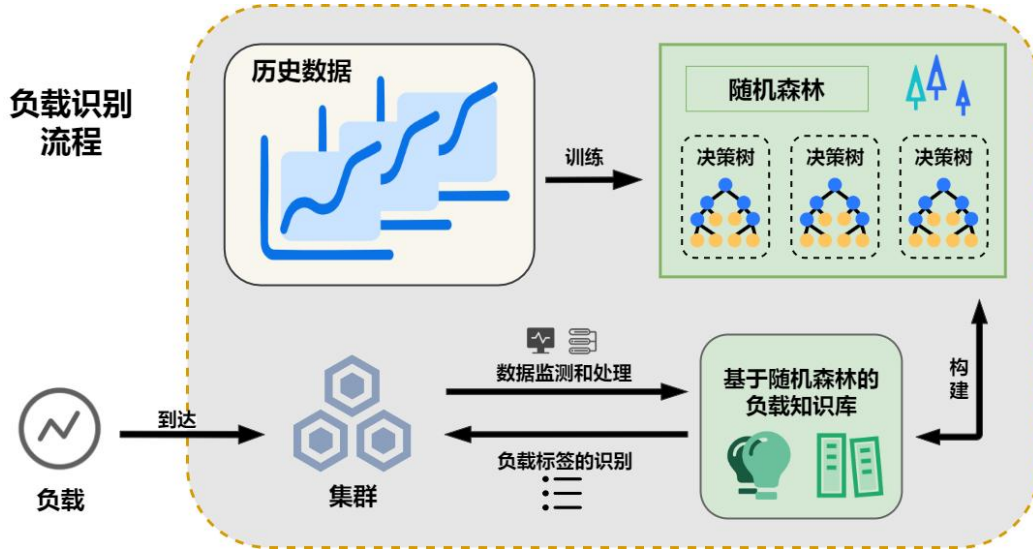 负载识别
流程
历史数据
训练
随机森林
决策树
决策树
决策树
构
建
数据监测和处理
基于随机森林的
负载知识库
到达
负载标签的识别
负载
集群